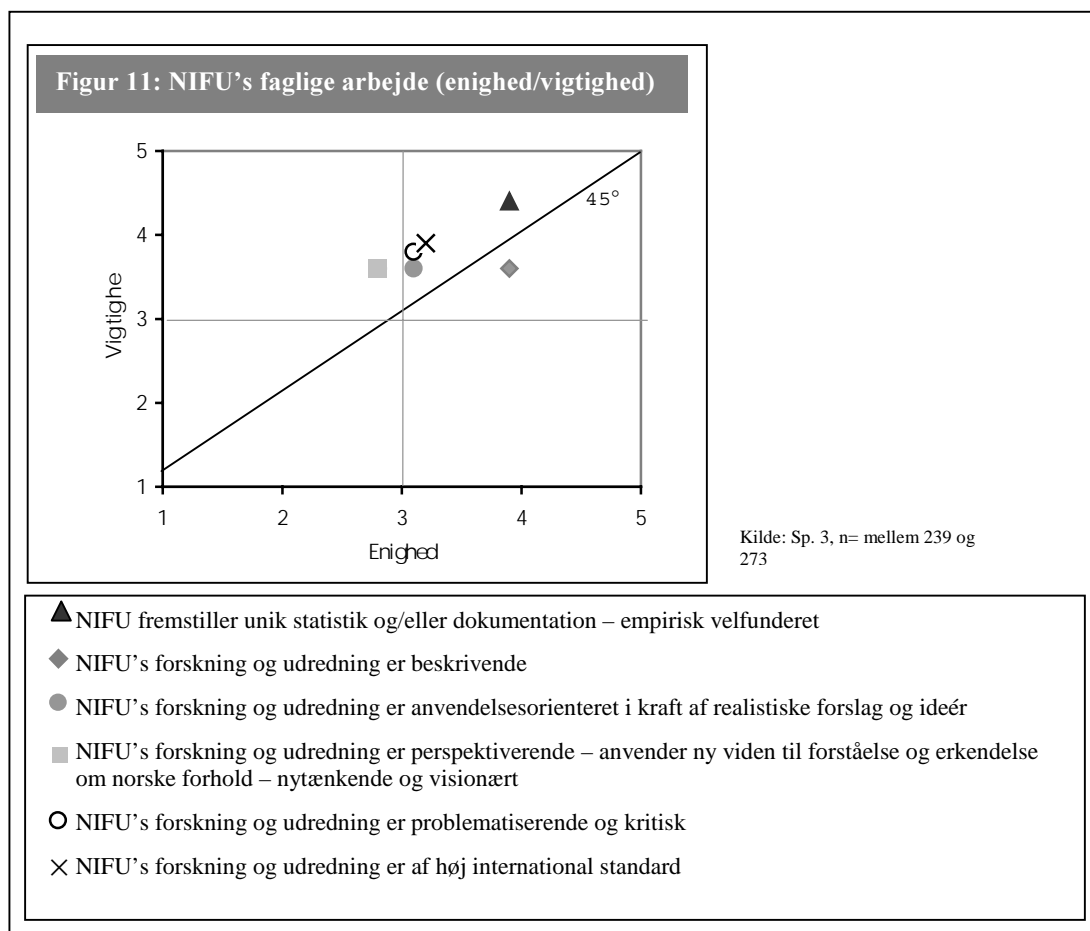 Figur 11: NIFU’s faglige arbejde (enighed/vigtighed)
5
45°
4
Vigtighe
3
2
1
1 2 3 4 5
Enighed
Kilde: Sp. 3, n= mellem 239 og
273
NIFU fremstiller unik statistik og/eller dokumentation – empirisk velfunderet
NIFU’s forskning og udredning er beskrivende
NIFU’s forskning og udredning er anvendelsesorienteret i kraft af realistiske forslag og ideér
NIFU’s forskning og udredning er perspektiverende – anvender ny viden til forståelse og erkendelse
om norske forhold – nytænkende og visionært
NIFU’s forskning og udredning er problematiserende og kritisk
NIFU’s forskning og udredning er af høj international standard